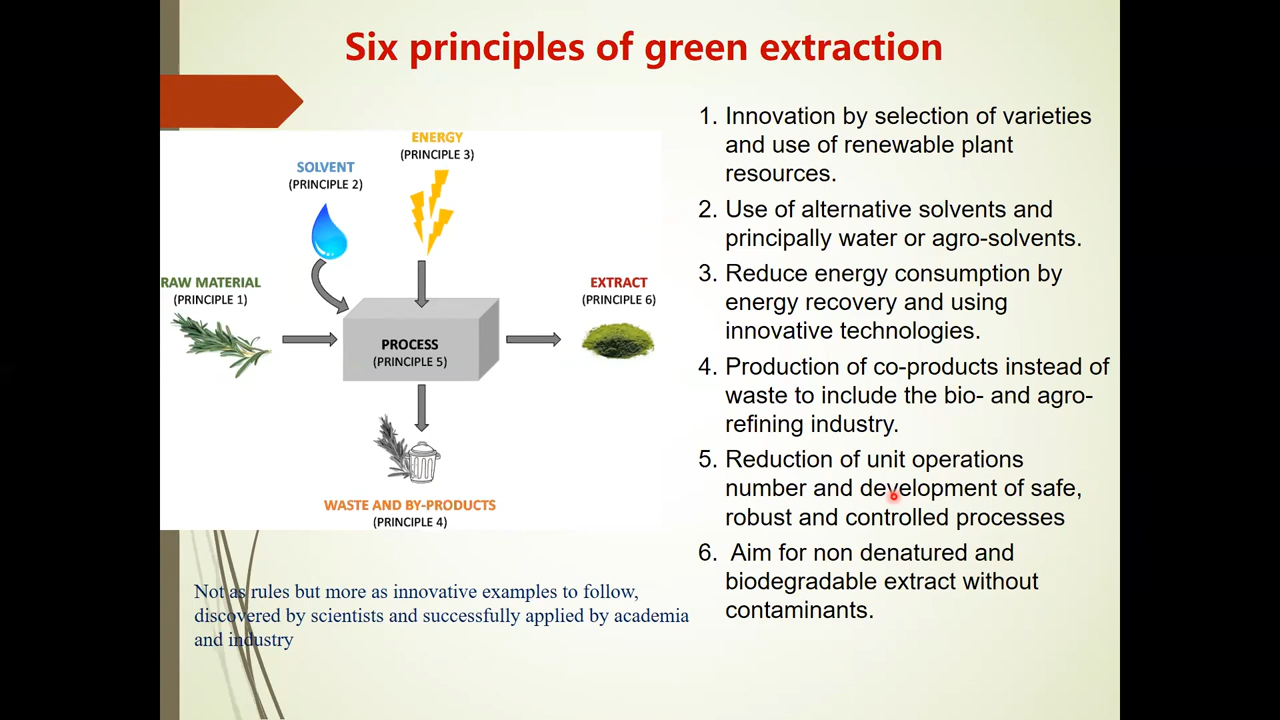 Six principles of green extraction
ENERGY
(PRINCIPLE 3)
SOLVENT
(PRINCIPLE 2)
RAW MATERIAL
(PRINCIPLE 1)
EXTRACT
(PRINCIPLE 6)
PROCESS
(PRINCIPLE 5)
WASTE AND BY-PRODUCTS
(PRINCIPLE 4)
Not as rules but more as innovative examples to follow,
discovered by scientists and successfully applied by academia
and industry
1. Innovation by selection of varieties
and use of renewable plant
resources.
2. Use of alternative solvents and
principally water or agro-solvents.
3. Reduce energy consumption by
energy recovery and using
innovative technologies.
4. Production of co-products instead of
waste to include the bio- and agro-
refining industry.
5. Reduction of unit operations
number and development of safe,
robust and controlled processes
6. Aim for non denatured and
biodegradable extract without
contaminants.